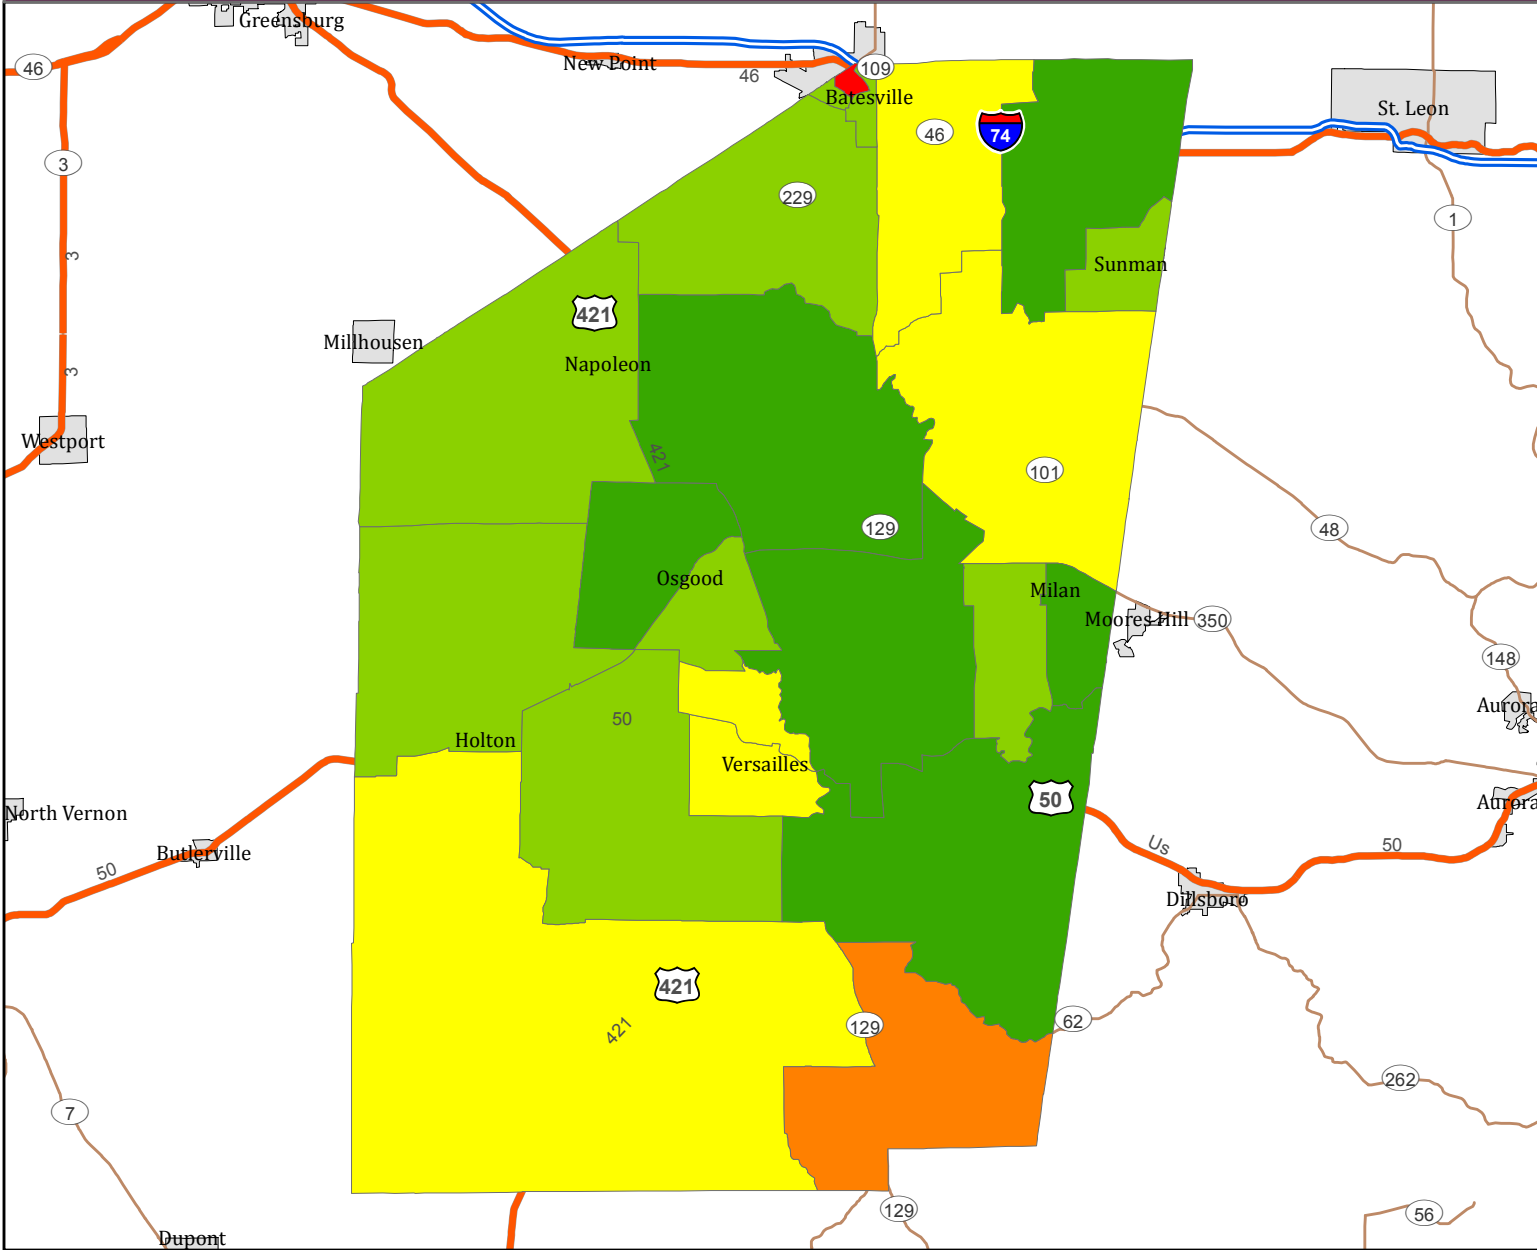 Greensburg
46
New Point
46
109
Batesville
St. Leon
46
74
3
229
1
3
Sunman
421
Millhousen
Napoleon
3
Westport
421
101
129
48
Osgood
Milan
Moores Hill
350
148
50
Aurora
Holton
Versailles
50
North Vernon
Aurora
Butlerville
Us
50
50
Dillsboro
421
421
129
62
262
7
129
56
Dupont